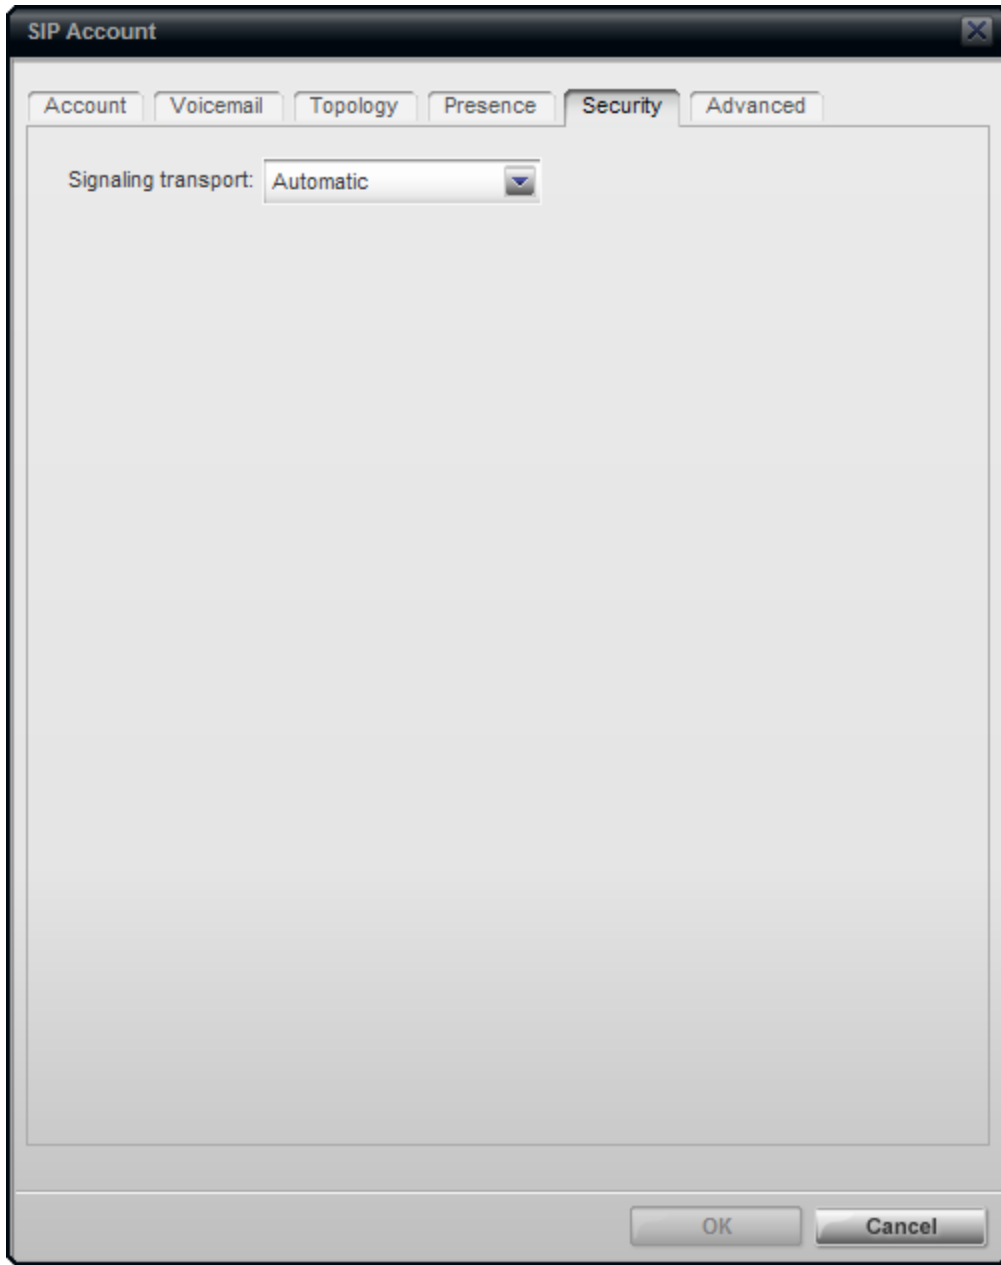 SIP Account
Account Voicemail Topology Presence Security Advanced
Signaling transport: Automatic
OK Cancel